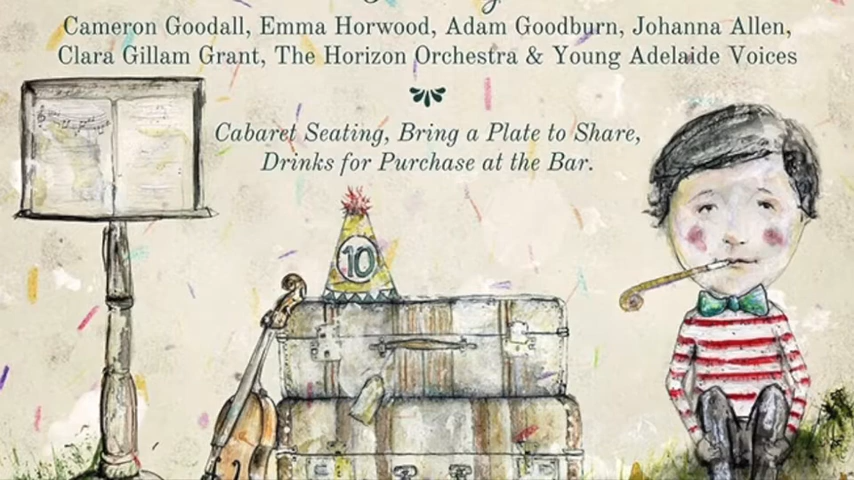 Cameron Goodall, Emma Horwood, Adam Goodburn, Johanna Allen,
Clara Gillam Grant, The Horizon Orchestra & Young Adelaide Voices
Cabaret Seating, Bring a Plate to Share,
Drinks for Purchase at the Bar.
10